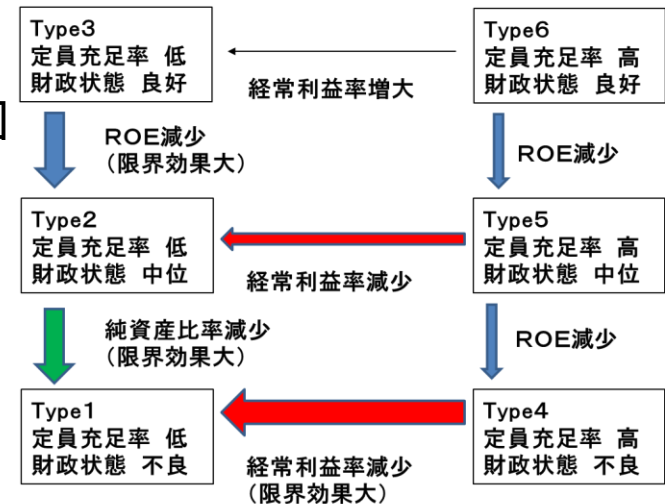 Type3
定員充足率 低
財政状態 良好
経常利益率増大
Type6
定員充足率 高
財政状態 良好
ROE減少
(限界効果大)
ROE減少
Type2
定員充足率 低
財政状態 中位
経常利益率減少
Type5
定員充足率 高
財政状態 中位
純資産比率減少
(限界効果大)
ROE減少
Type1
定員充足率 低
財政状態 不良
経常利益率減少
(限界効果大)
Type4
定員充足率 高
財政状態 不良